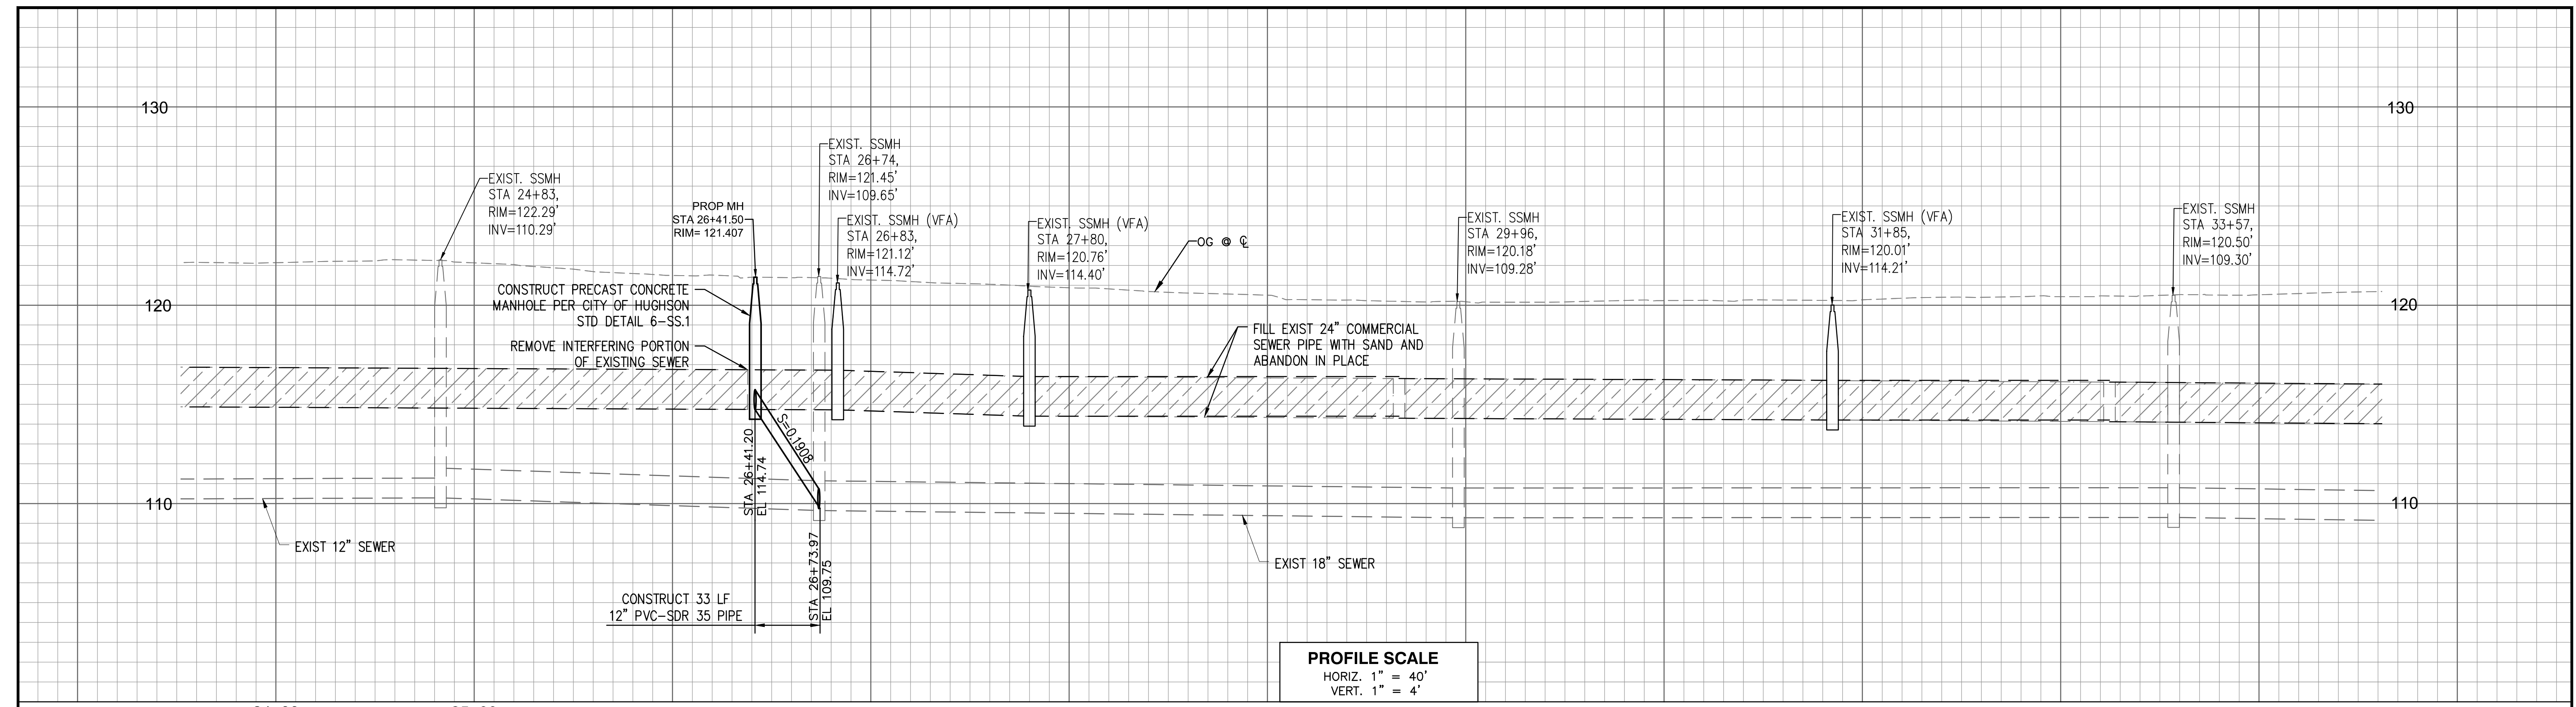 130
130
EXIST. SSMH
STA 24+83,
RIM=122.29'
INV=110.29'
PROP MH
STA 26+41.50
RIM= 121.407
EXIST. SSMH
STA 26+74,
RIM=121.45'
INV=109.65'
EXIST. SSMH (VFA)
STA 26+83,
RIM=121.12'
INV=114.72'
EXIST. SSMH (VFA)
STA 27+80,
RIM=120.76'
INV=114.40'
OG @ ℄
EXIST. SSMH
STA 29+96,
RIM=120.18'
INV=109.28'
EXIST. SSMH (VFA)
STA 31+85,
RIM=120.01'
INV=114.21'
EXIST. SSMH
STA 33+57,
RIM=120.50'
INV=109.30'
120
120
CONSTRUCT PRECAST CONCRETE
MANHOLE PER CITY OF HUGHSON
STD DETAIL 6-SS.1
REMOVE INTERFERING PORTION
OF EXISTING SEWER
FILL EXIST 24" COMMERCIAL
SEWER PIPE WITH SAND AND
ABANDON IN PLACE
S=0.1908
STA 26+41.20
EL 114.74
110
110
EXIST 12" SEWER
STA 26+73.97
EL 109.75
EXIST 18" SEWER
CONSTRUCT 33 LF
12" PVC-SDR 35 PIPE
PROFILE SCALE
HORIZ. 1" = 40'
VERT. 1" = 4'